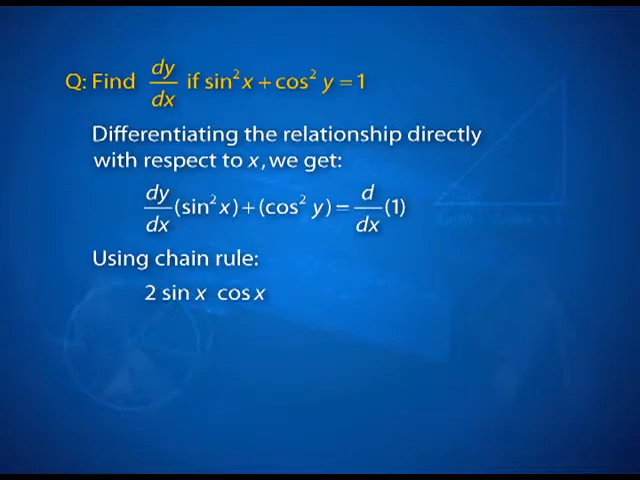 Q: Find dy/dx if sin²x + cos² y = 1
Differentiating the relationship directly
with respect to x, we get:
dy/dx (sin² x) + (cos² y) = d/dx (1)
Using chain rule:
2 sin x cos x